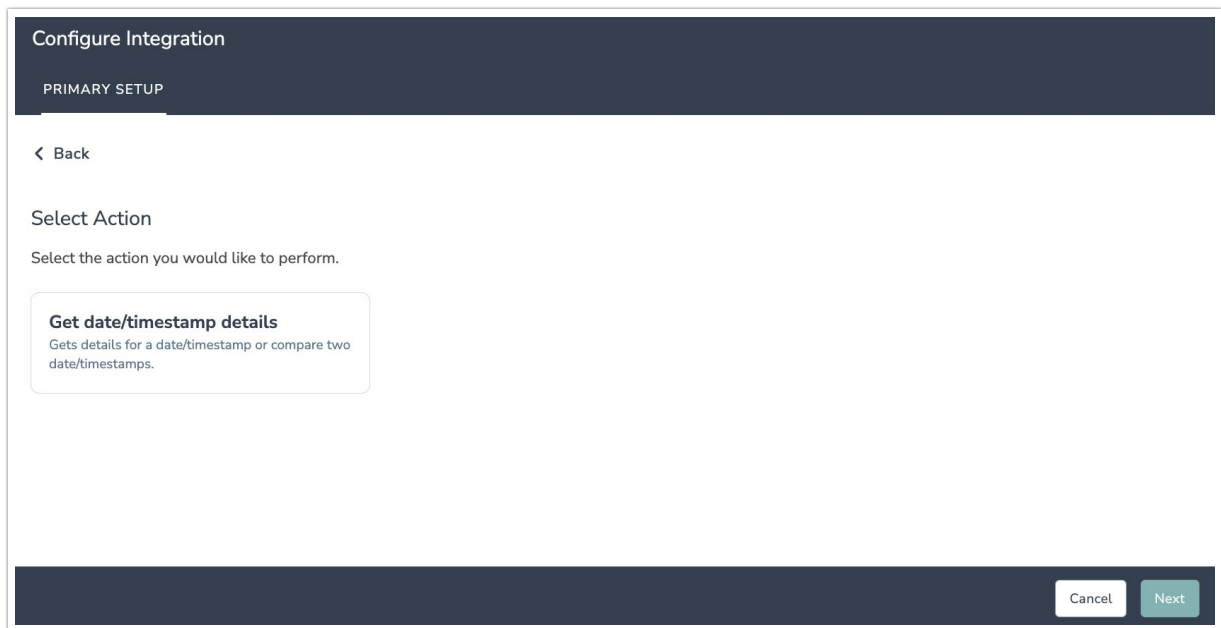 Configure Integration
PRIMARY SETUP
Back
Select Action
Select the action you would like to perform.
Get date/timestamp details
Gets details for a date/timestamp or compare two
date/timestamps.
Cancel Next